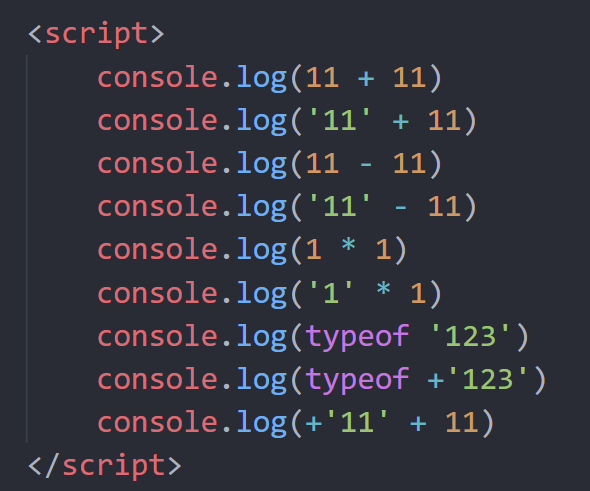 <script>
console.log(11 + 11)
console.log('11' + 11)
console.log(11 - 11)
console.log('11' - 11)
console.log(1 * 1)
console.log('1' * 1)
console.log(typeof '123')
console.log(typeof +'123')
console.log(+'11' + 11)
</script>